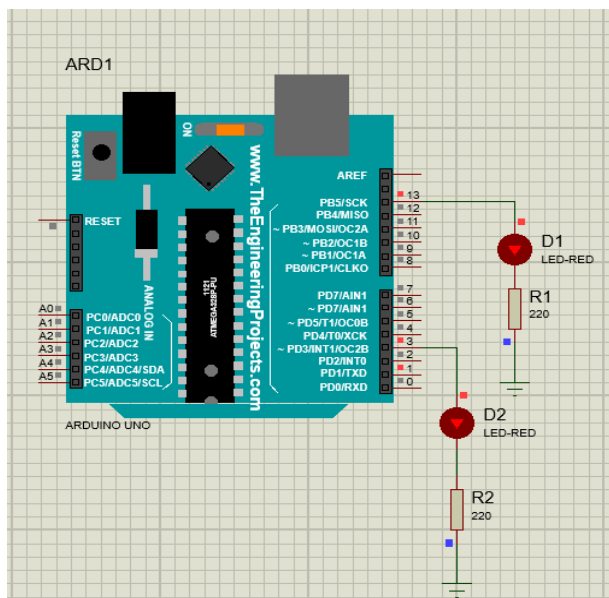 ARD1
Reset BTN
ON
www.TheEngineeringProjects.com
AREF
RESET
PB5/SCK 13
PB4/MISO 12
~ PB3/MOSI/OC2A 11
~ PB2/OC1B 10
~ PB1/OC1A 9
PB0/ICP1/CLKO 8
D1
LED-RED
R1
220
1121
ATMEGA328P-PU
ANALOG IN
PD7/AIN1 7
~ PD7/AIN1 6
~ PD5/T1/OC0B 5
PD4/T0/XCK 4
~ PD3/INT1/OC2B 3
PD2/INT0 2
PD1/TXD 1
PD0/RXD 0
A0 PC0/ADC0
A1 PC1/ADC1
A2 PC2/ADC2
A3 PC3/ADC3
A4 PC4/ADC4/SDA
A5 PC5/ADC5/SCL
ARDUINO UNO
D2
LED-RED
R2
220